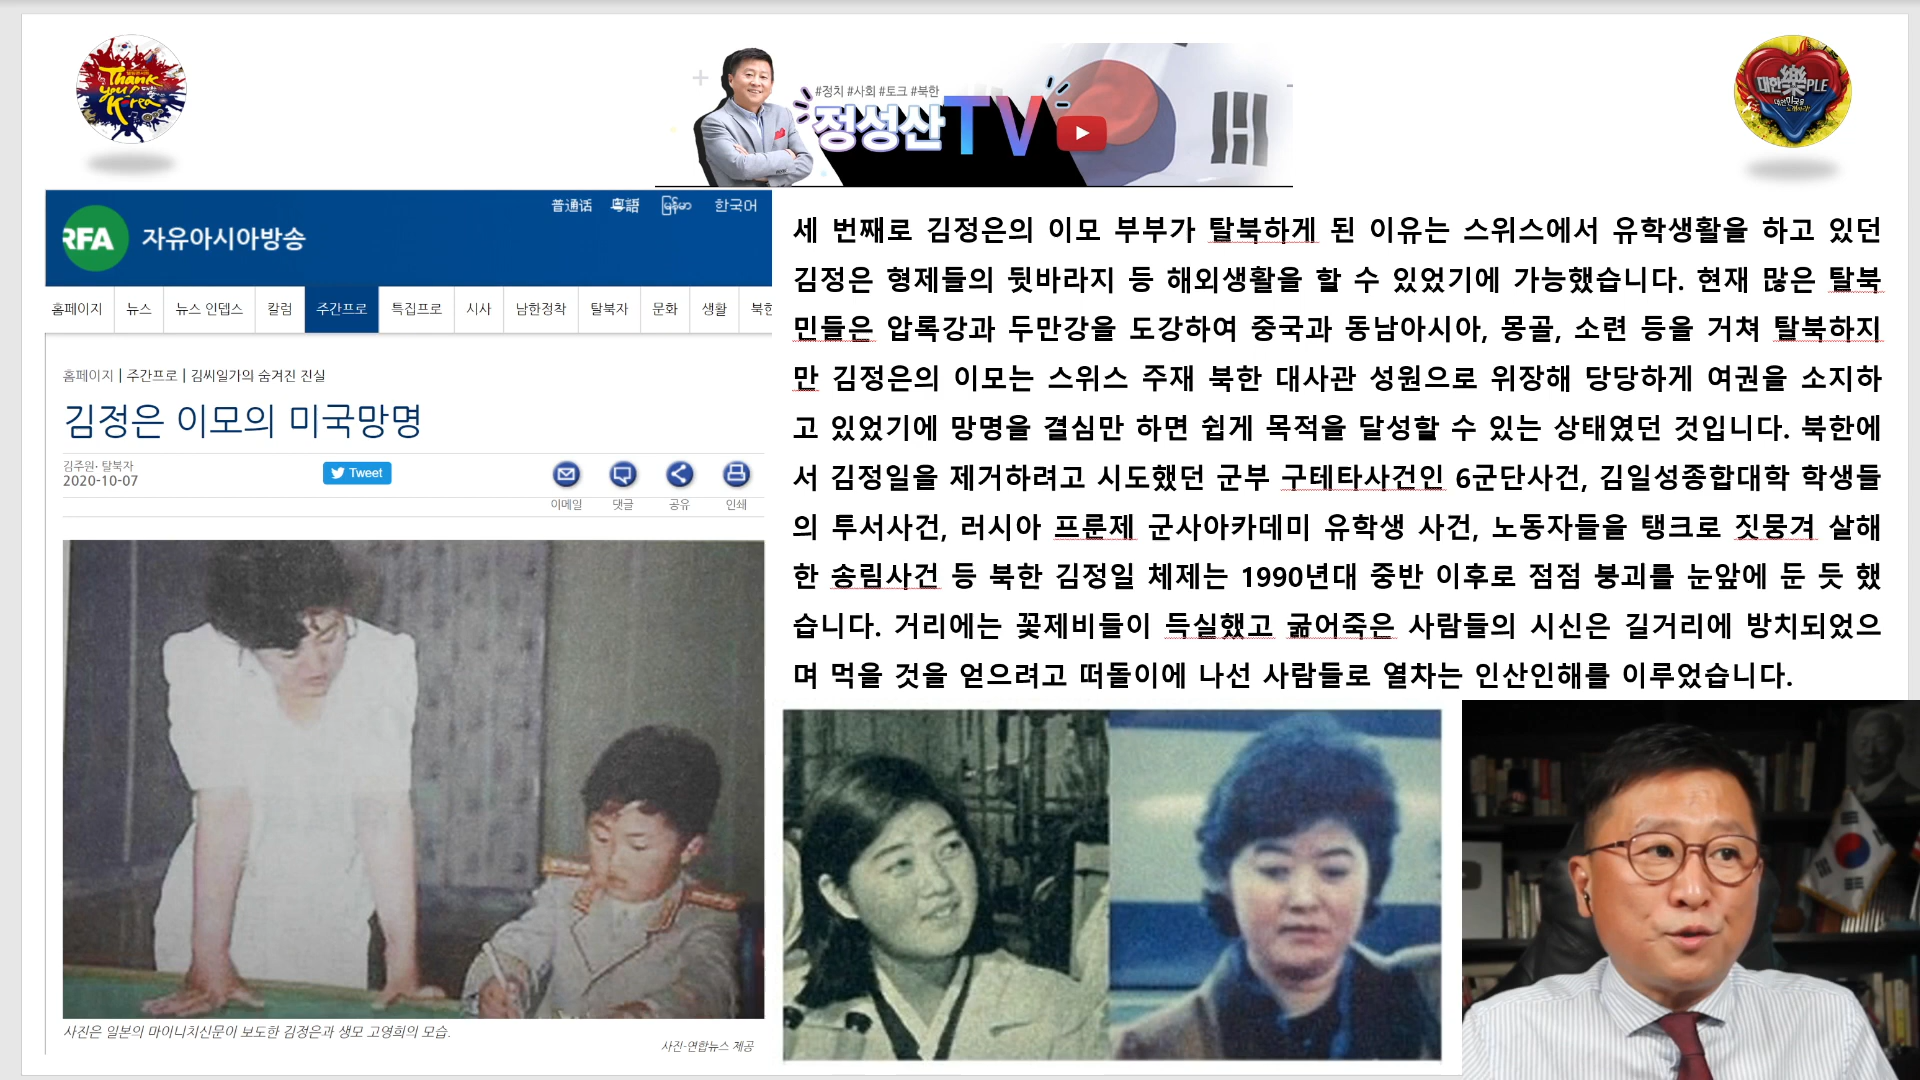 Thank
you
Korea
#정치 #사회 #토크 #북한
정성산TV
대한樂PLE
RFA 자유아시아방송
普通话 粵語 မြန်မာ 한국어
홈페이지 뉴스 뉴스 인뎁스 칼럼 주간프로 특집프로 시사 남한정착 탈북자 문화 생활 북한
홈페이지 | 주간프로 | 김씨일가의 숨겨진 진실
김정은 이모의 미국망명
김주원· 탈북자
2020-10-07
Tweet
이메일 댓글 공유 인쇄
사진은 일본의 마이니치신문이 보도한 김정은과 생모 고영희의 모습.
사진-연합뉴스 제공
세 번째로 김정은의 이모 부부가 탈북하게 된 이유는 스위스에서 유학생활을 하고 있던
김정은 형제들의 뒷바라지 등 해외생활을 할 수 있었기에 가능했습니다. 현재 많은 탈북
민들은 압록강과 두만강을 도강하여 중국과 동남아시아, 몽골, 소련 등을 거쳐 탈북하지
만 김정은의 이모는 스위스 주재 북한 대사관 성원으로 위장해 당당하게 여권을 소지하
고 있었기에 망명을 결심만 하면 쉽게 목적을 달성할 수 있는 상태였던 것입니다. 북한에
서 김정일을 제거하려고 시도했던 군부 구테타사건인 6군단사건, 김일성종합대학 학생들
의 투서사건, 러시아 프룬제 군사아카데미 유학생 사건, 노동자들을 탱크로 짓뭉겨 살해
한 송림사건 등 북한 김정일 체제는 1990년대 중반 이후로 점점 붕괴를 눈앞에 둔 듯 했
습니다. 거리에는 꽃제비들이 득실했고 굶어죽은 사람들의 시신은 길거리에 방치되었으
며 먹을 것을 얻으려고 떠돌이에 나선 사람들로 열차는 인산인해를 이루었습니다.